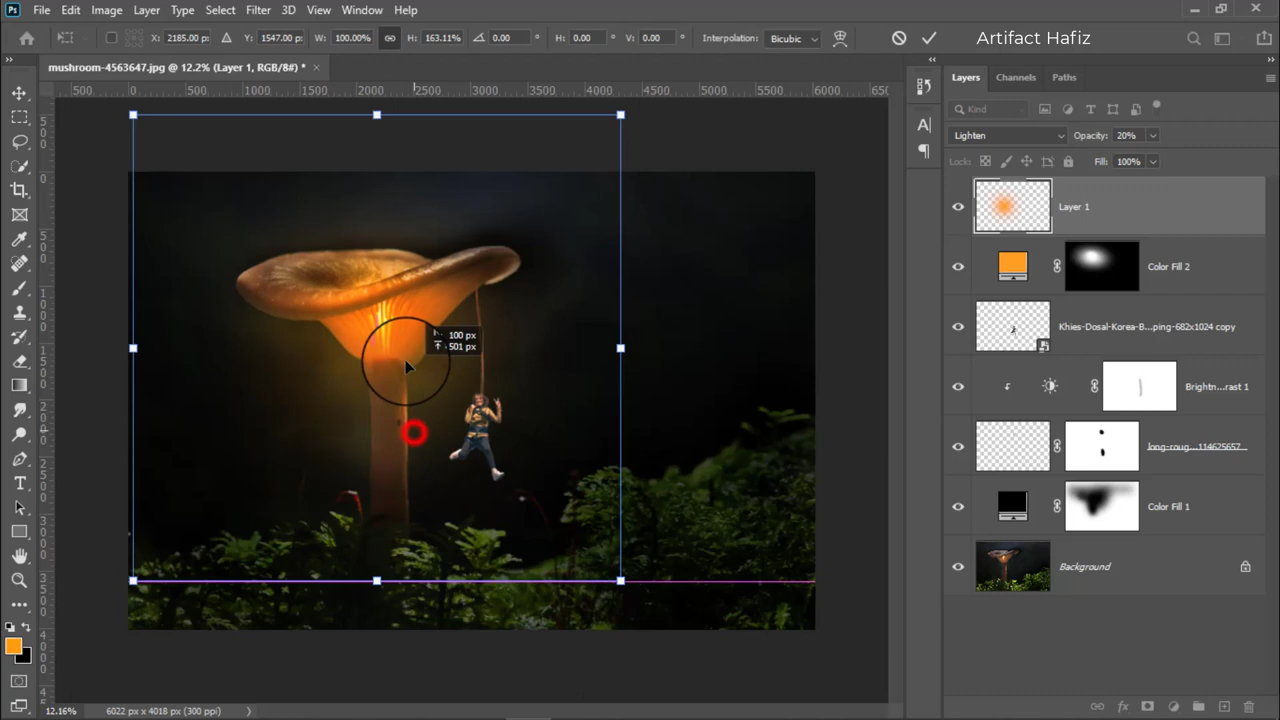 Ps File Edit Image Layer Type Select Filter 3D View Window Help
X: 2185.00 px Y: 1547.00 px W: 100.00% H: 163.11% 0.00 ° H: 0.00 ° V: 0.00 ° Interpolation: Bicubic Artifact Hafiz
mushroom-4563647.jpg @ 12.2% (Layer 1, RGB/8#) * ×
Layers Channels Paths
500 0 500 1000 1500 2000 2500 3000 3500 4000 4500 5000 5500 6000 650
Kind
Lighten Opacity: 20%
Lock: Fill: 100%
Layer 1
Color Fill 2
100 px
501 px
Khies-Dosal-Korea-B...ping-682x1024 copy
Brightn...rast 1
long-roug...114625657...
Color Fill 1
Background
12.16% 6022 px x 4018 px (300 ppi)